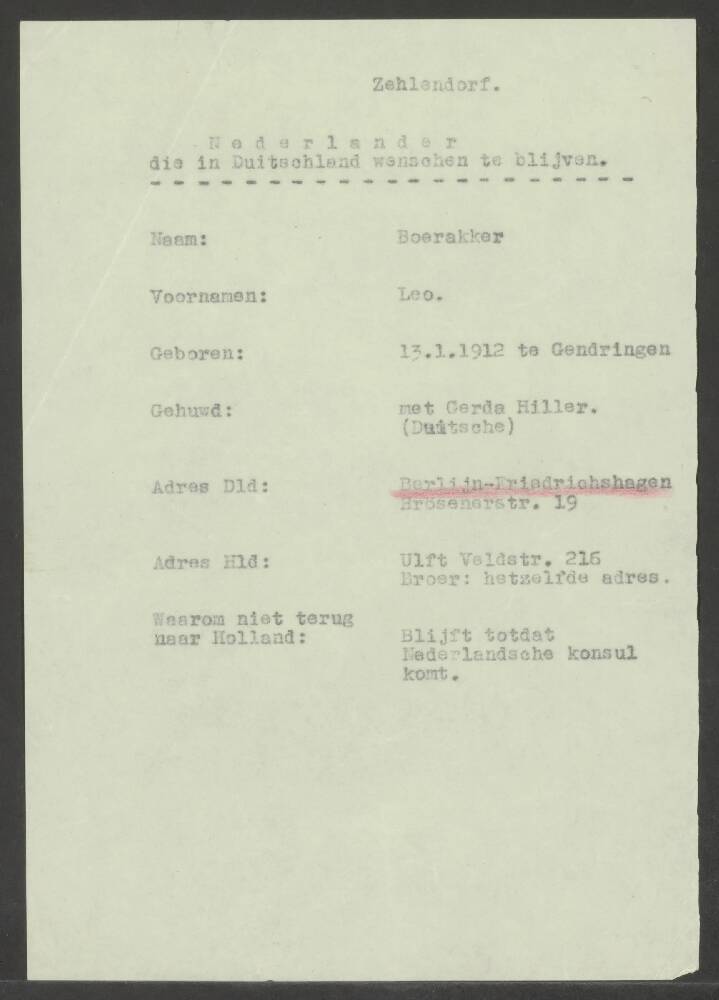 Zehlendorf.
Nederlander
die in Duitschland wenschen te blijven.
Naam: Boerakker
Voornamen: Leo.
Geboren: 13.1.1912 te Gendringen
Gehuwd: met Gerda Hiller.
(Duitsche)
Adres Dld: Berlijn-Friedrichshagen
Brösenerstr. 19
Adres Hld: Ulft Veldstr. 216
Broer: hetzelfde adres.
Waarom niet terug
naar Holland: Blijft totdat
Nederlandsche konsul
komt.